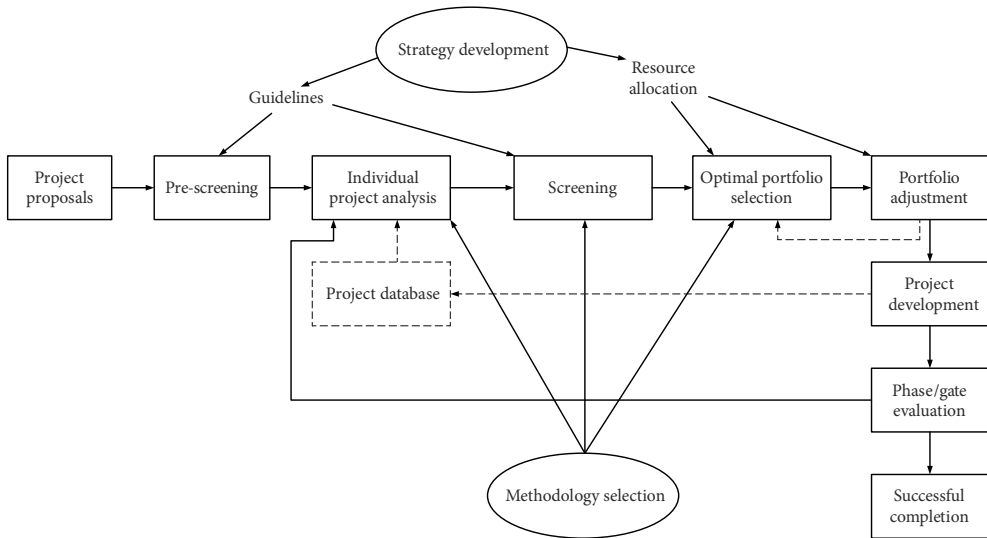 Strategy development
Resource
allocation
Guidelines
Project
proposals
Pre-screening
Individual
project analysis
Screening
Optimal portfolio
selection
Portfolio
adjustment
Project database
Project
development
Phase/gate
evaluation
Methodology selection
Successful
completion